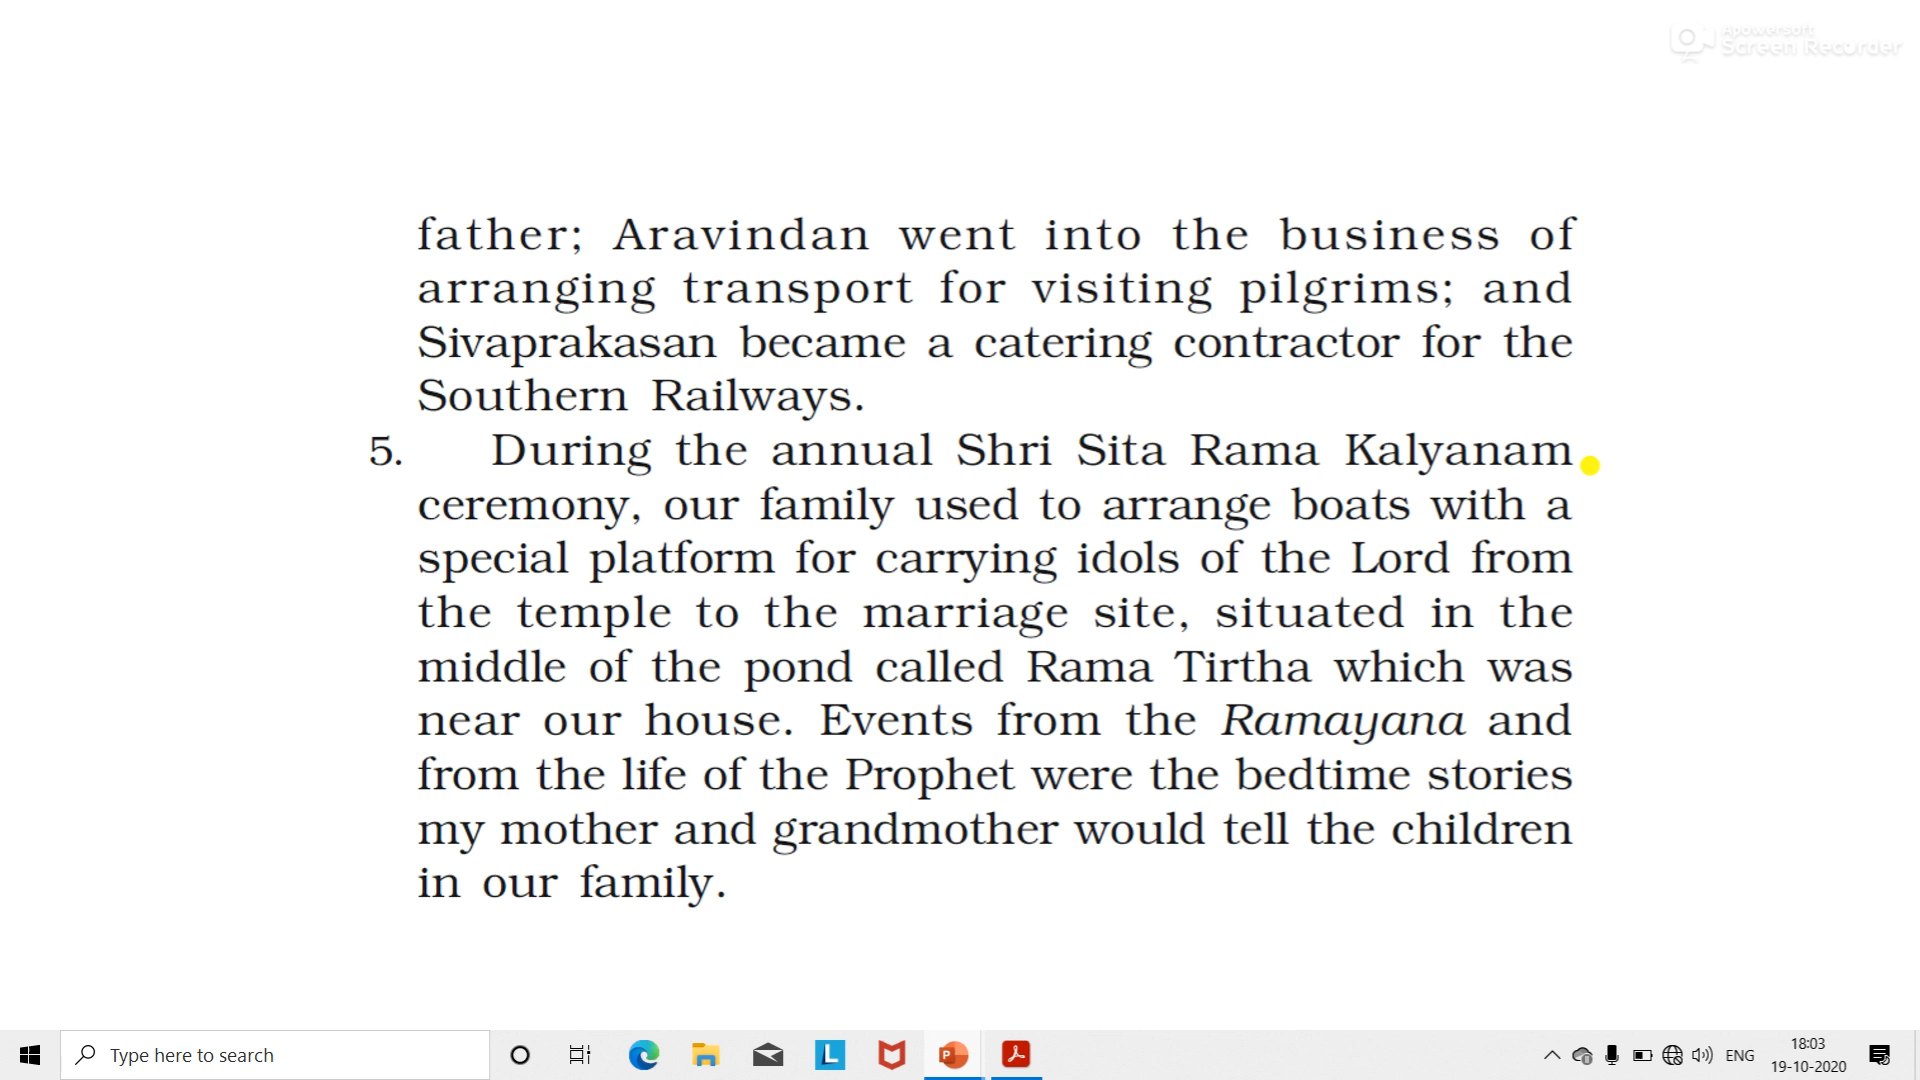 Apowersoft
Screen Recorder
father; Aravindan went into the business of
arranging transport for visiting pilgrims; and
Sivaprakasan became a catering contractor for the
Southern Railways.
5. During the annual Shri Sita Rama Kalyanam
ceremony, our family used to arrange boats with a
special platform for carrying idols of the Lord from
the temple to the marriage site, situated in the
middle of the pond called Rama Tirtha which was
near our house. Events from the Ramayana and
from the life of the Prophet were the bedtime stories
my mother and grandmother would tell the children
in our family.
Type here to search
L
P
ENG
18:03
19-10-2020